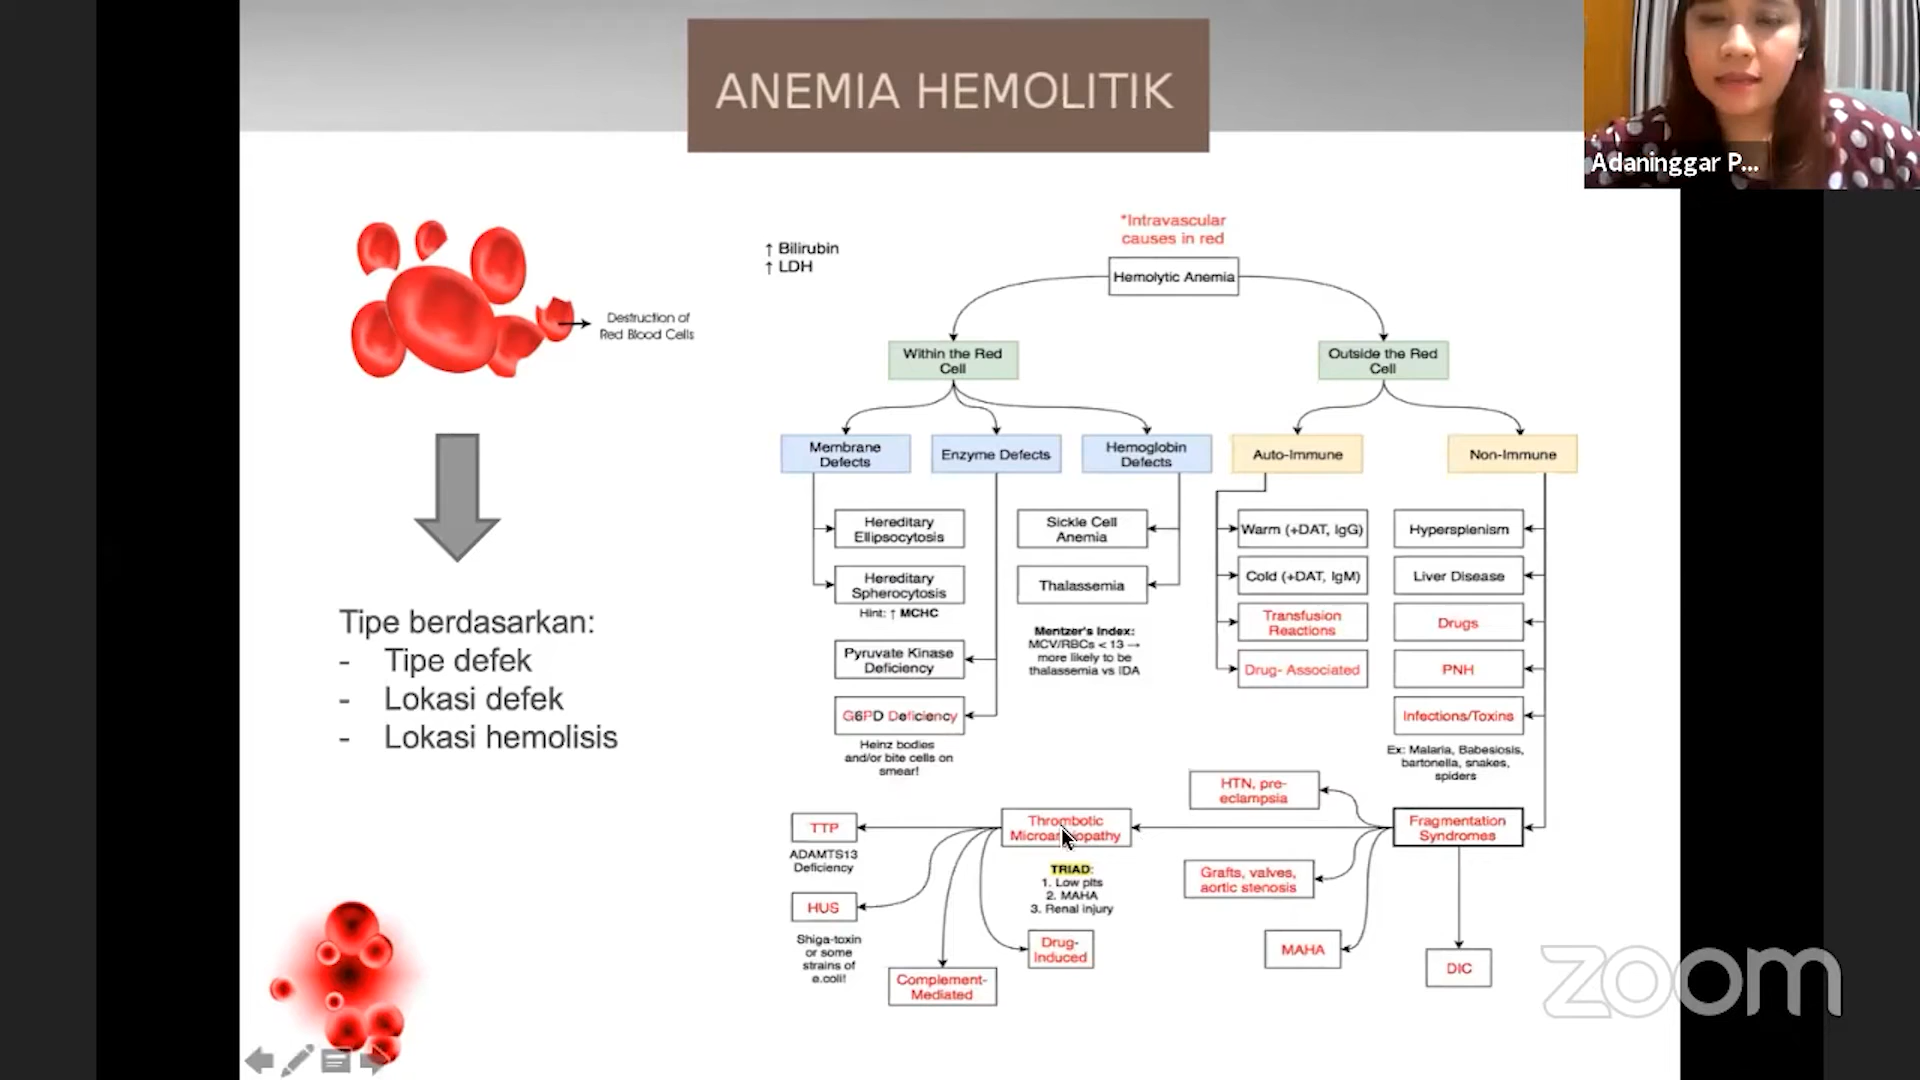 ANEMIA HEMOLITIK
Adaninggar P...
Destruction of
Red Blood Cells
Tipe berdasarkan:
- Tipe defek
- Lokasi defek
- Lokasi hemolisis
↑ Bilirubin
↑ LDH
*Intravascular
causes in red
Hemolytic Anemia
Within the Red
Cell
Outside the Red
Cell
Membrane
Defects
Enzyme Defects
Hemoglobin
Defects
Auto-Immune
Non-Immune
Hereditary
Ellipsocytosis
Hereditary
Spherocytosis
Hint: ↑ MCHC
Pyruvate Kinase
Deficiency
G6PD Deficiency
Heinz bodies
and/or bite cells on
smear!
Sickle Cell
Anemia
Thalassemia
Mentzer's Index:
MCV/RBCs < 13 →
more likely to be
thalassemia vs IDA
Warm (+DAT, IgG)
Cold (+DAT, IgM)
Transfusion
Reactions
Drug- Associated
Hypersplenism
Liver Disease
Drugs
PNH
Infections/Toxins
Ex: Malaria, Babesiosis,
bartonella, snakes,
spiders
Fragmentation
Syndromes
HTN, pre-
eclampsia
Grafts, valves,
aortic stenosis
MAHA
DIC
Thrombotic
Microangiopathy
TRIAD:
1. Low plts
2. MAHA
3. Renal injury
TTP
ADAMTS13
Deficiency
HUS
Shiga-toxin
or some
strains of
e.coli!
Complement-
Mediated
Drug-
Induced
zoom